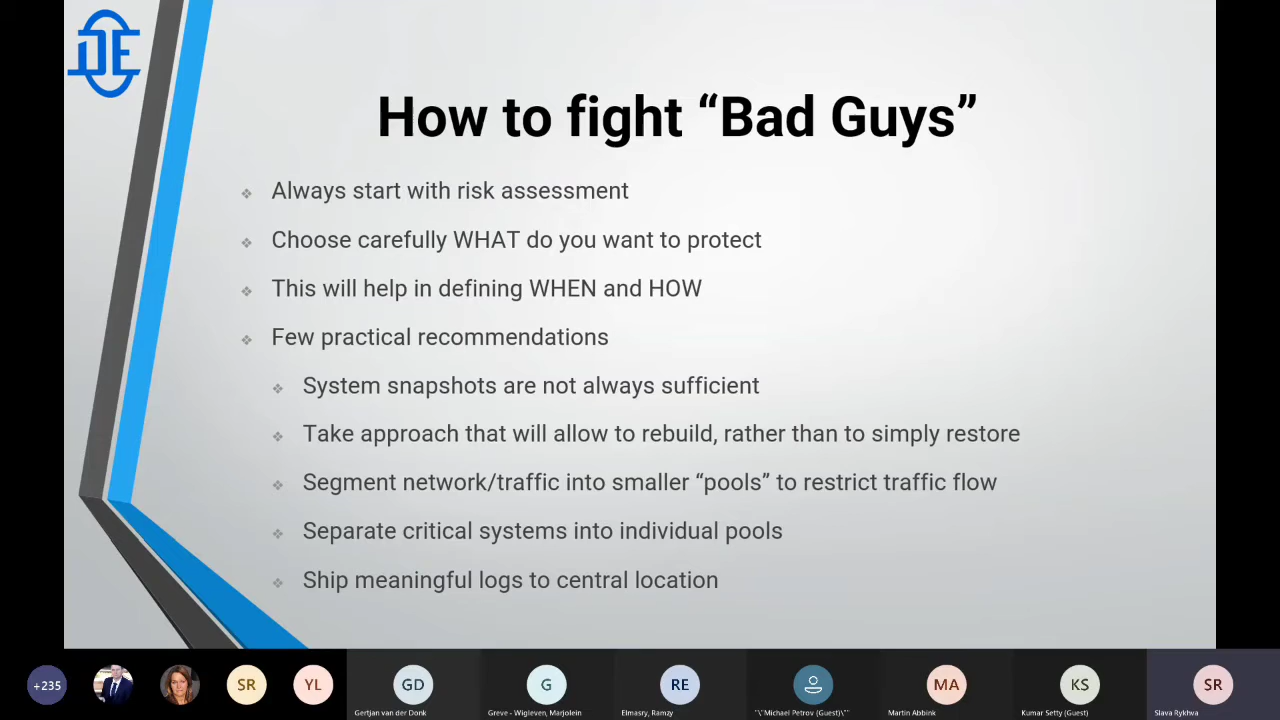 DE
How to fight “Bad Guys”
Always start with risk assessment
Choose carefully WHAT do you want to protect
This will help in defining WHEN and HOW
Few practical recommendations
System snapshots are not always sufficient
Take approach that will allow to rebuild, rather than to simply restore
Segment network/traffic into smaller “pools” to restrict traffic flow
Separate critical systems into individual pools
Ship meaningful logs to central location
+235
SR
YL
GD
G
RE
MA
KS
SR
Gertjan van der Donk
Greve - Wigleven, Marjolein
Elmasry, Ramzy
"\"Michael Petrov (Guest)\""
Martin Abbink
Kumar Setty (Guest)
Slava Rykhva